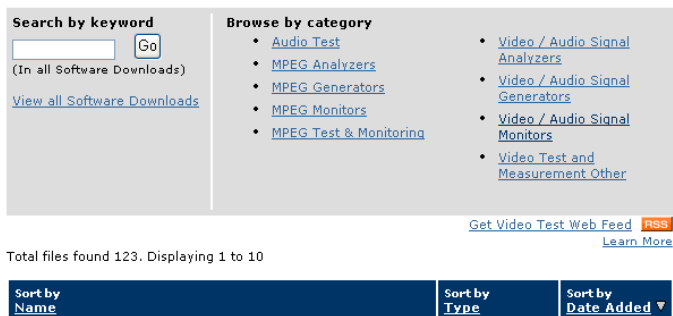 Search by keyword
Go
(In all Software Downloads)
View all Software Downloads
Browse by category
• Audio Test
• MPEG Analyzers
• MPEG Generators
• MPEG Monitors
• MPEG Test & Monitoring
• Video / Audio Signal
Analyzers
• Video / Audio Signal
Generators
• Video / Audio Signal
Monitors
• Video Test and
Measurement Other
Get Video Test Web Feed RSS
Learn More
Total files found 123. Displaying 1 to 10
Sort by Sort by Sort by
Name Type Date Added ▼